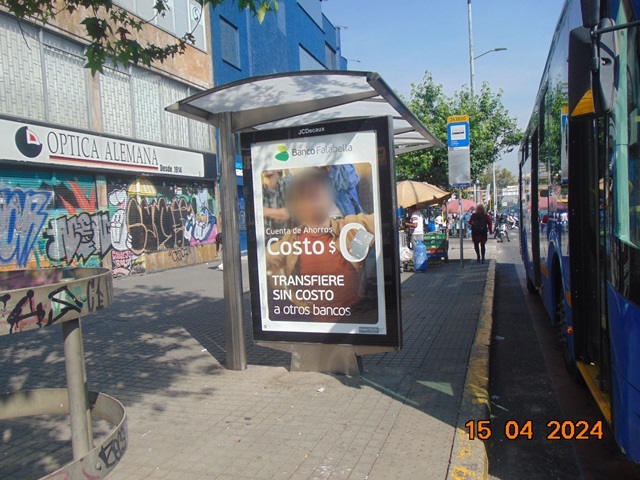 OPTICA ALEMANA
Desde 1914
JCDecaux
Banco Falabella
Cuenta de Ahorros
Costo $0
TRANSFIERE
SIN COSTO
a otros bancos
15 04 2024